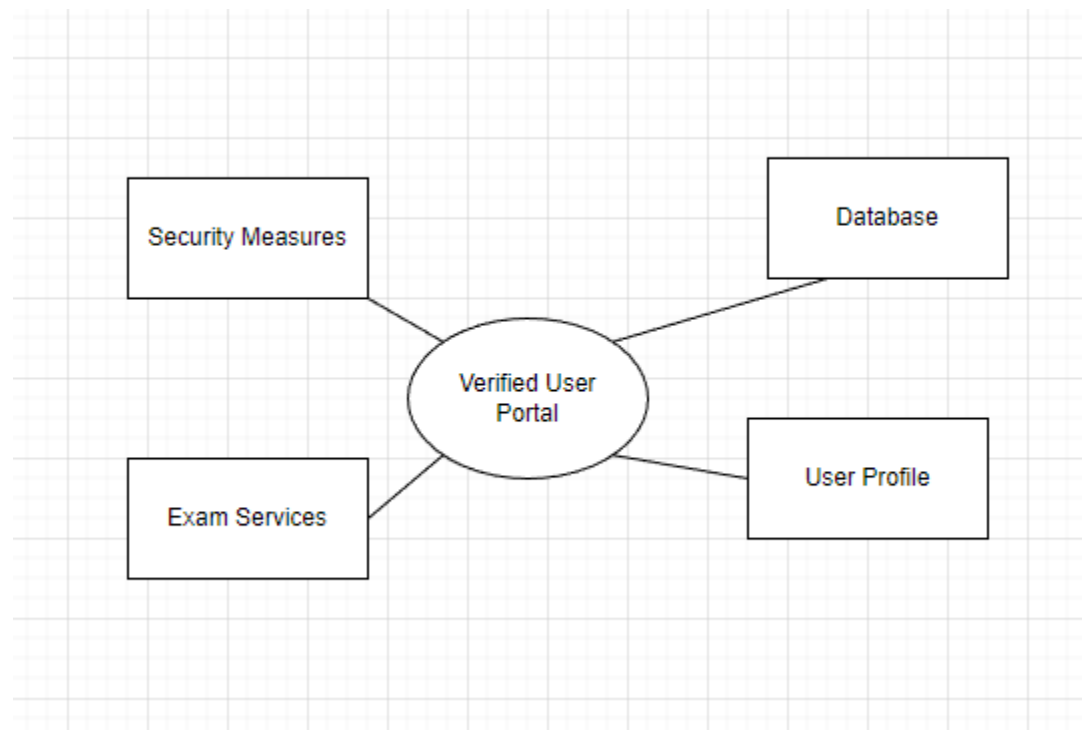 Security Measures
Database
Verified User
Portal
Exam Services
User Profile